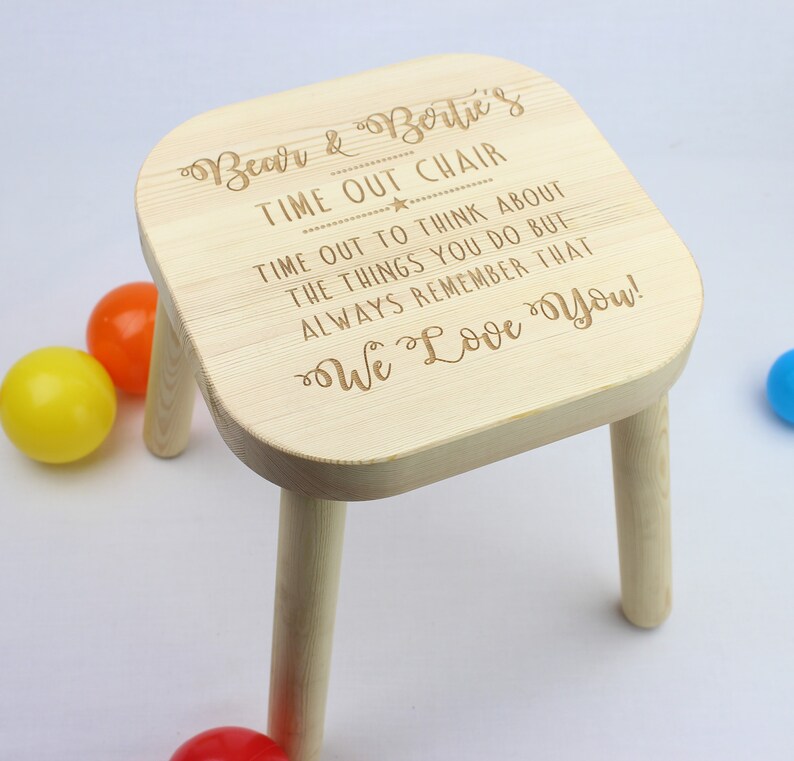 Bear & Bertie's
TIME OUT CHAIR
TIME OUT TO THINK ABOUT
THE THINGS YOU DO BUT
ALWAYS REMEMBER THAT
We Love You!